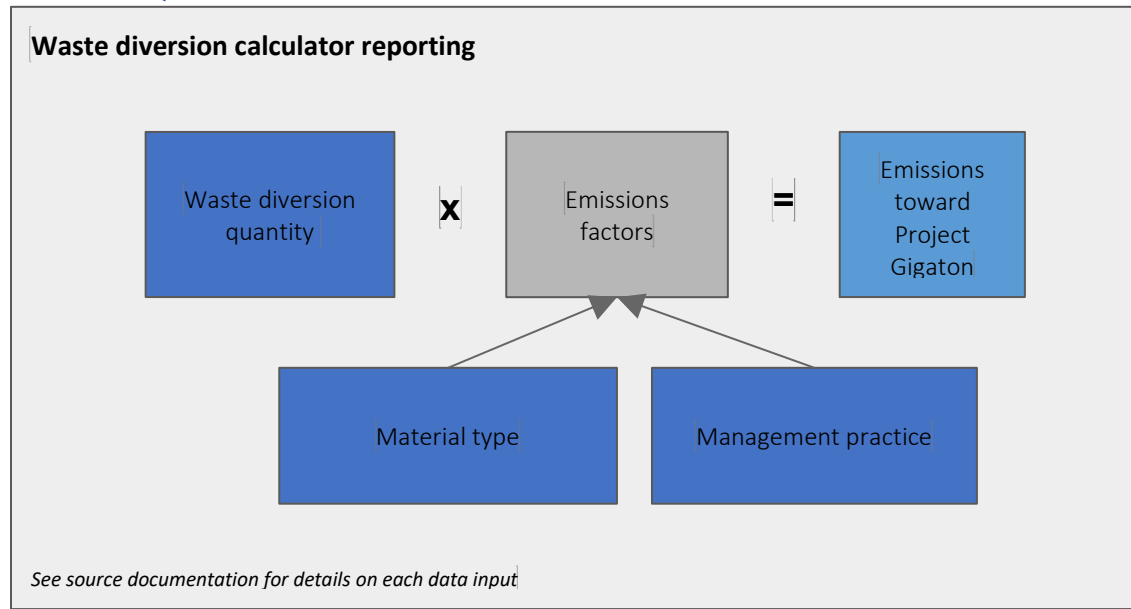 Waste diversion calculator reporting
Waste diversion
quantity
x
Emissions
factors
=
Emissions
toward
Project
Gigaton
Material type
Management practice
See source documentation for details on each data input